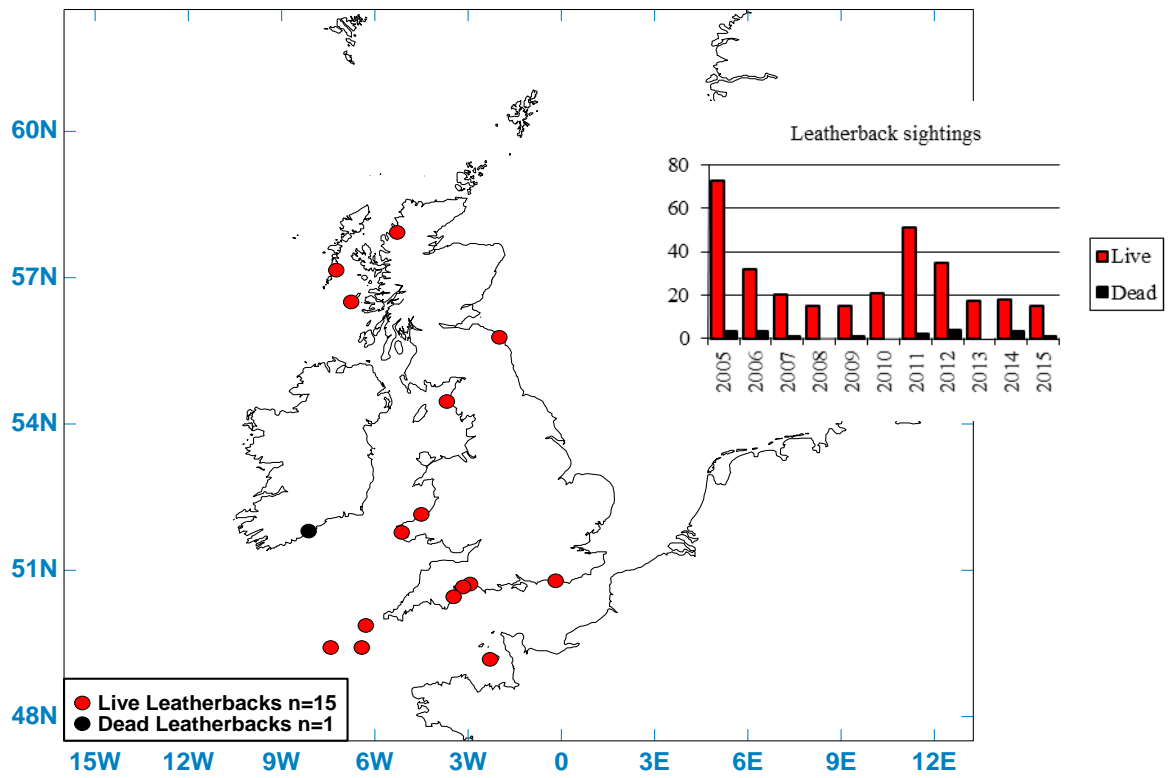 60N
57N
54N
51N
48N
15W 12W 9W 6W 3W 0 3E 6E 9E 12E
Live Leatherbacks n=15
Dead Leatherbacks n=1
Leatherback sightings
80
60
40
20
0
2005 2006 2007 2008 2009 2010 2011 2012 2013 2014 2015
Live
Dead